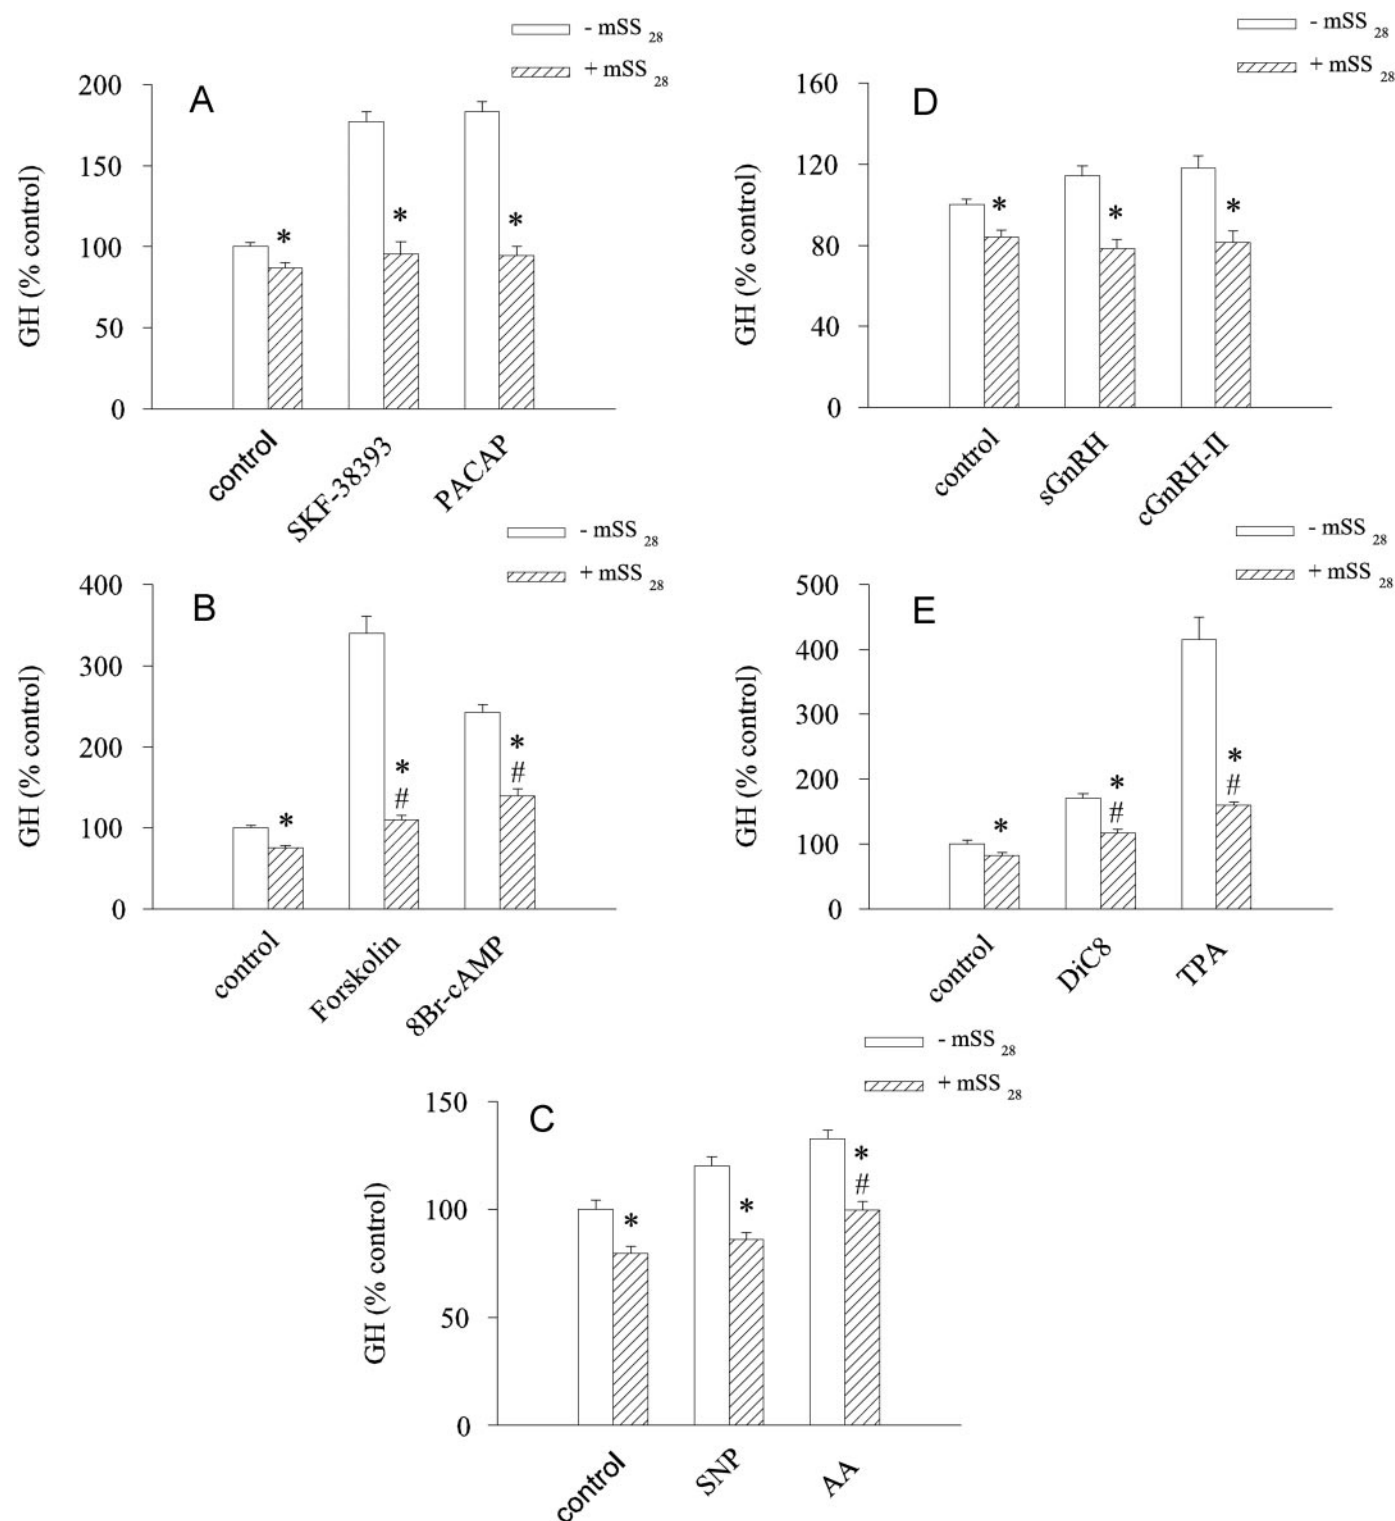 - mSS 28
+ mSS 28
A
200
150
100
50
0
GH (% control)
*
*
*
control
SKF-38393
PACAP
- mSS 28
+ mSS 28
D
160
120
80
40
0
GH (% control)
*
*
*
control
sGnRH
cGnRH-II
- mSS 28
+ mSS 28
B
400
300
200
100
0
GH (% control)
*
*
#
*
#
control
Forskolin
8Br-cAMP
- mSS 28
+ mSS 28
E
500
400
300
200
100
0
GH (% control)
*
*
#
*
#
control
DiC8
TPA
- mSS 28
+ mSS 28
C
150
100
50
0
GH (% control)
*
*
*
#
control
SNP
AA